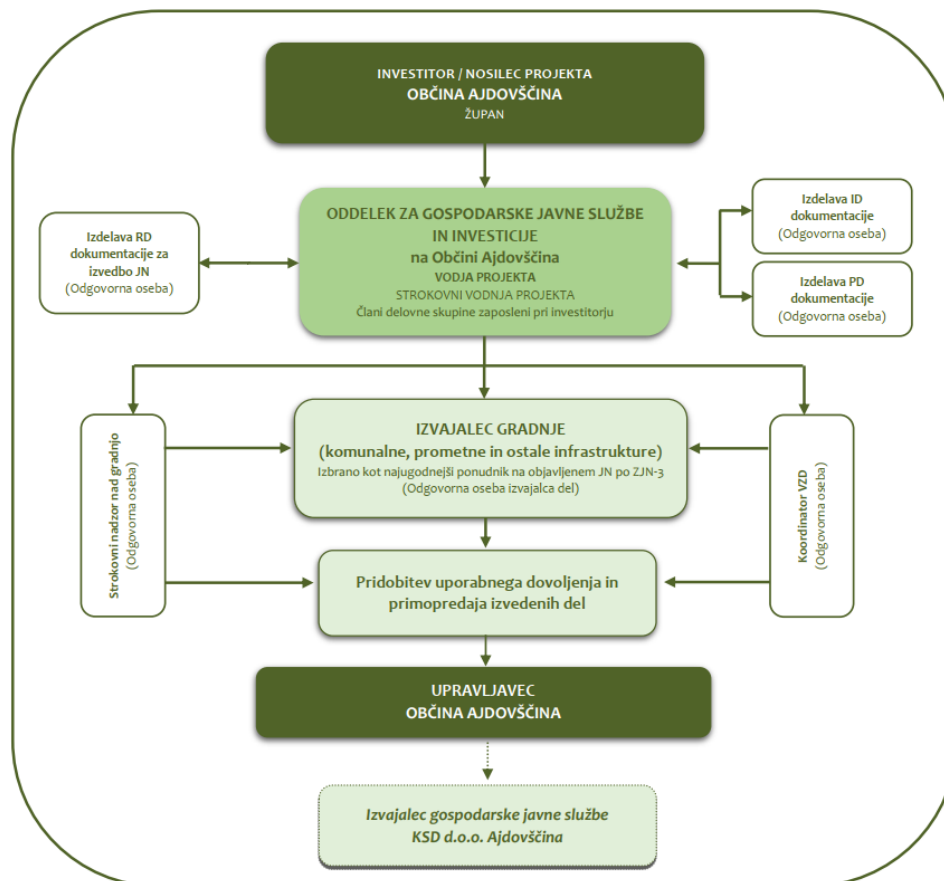 INVESTITOR / NOSILEC PROJEKTA
OBČINA AJDOVŠČINA
ŽUPAN
ODDELEK ZA GOSPODARSKE JAVNE SLUŽBE
IN INVESTICIJE
na Občini Ajdovščina
VODJA PROJEKTA
STROKOVNI VODNJA PROJEKTA
Člani delovne skupine zaposleni pri investitorju
Izdelava RD
dokumentacije za
izvedbo JN
(Odgovorna oseba)
Izdelava ID
dokumentacije
(Odgovorna oseba)
Izdelava PD
dokumentacije
(Odgovorna oseba)
Strokovni nadzor nad gradnjo
(Odgovorna oseba)
IZVAJALEC GRADNJE
(komunalne, prometne in ostale infrastrukture)
Izbrano kot najugodnejši ponudnik na objavljenem JN po ZJN-3
(Odgovorna oseba izvajalca del)
Koordinator VZD
(Odgovorna oseba)
Pridobitev uporabnega dovoljenja in
primopredaja izvedenih del
UPRAVLJAVEC
OBČINA AJDOVŠČINA
Izvajalec gospodarske javne službe
KSD d.o.o. Ajdovščina